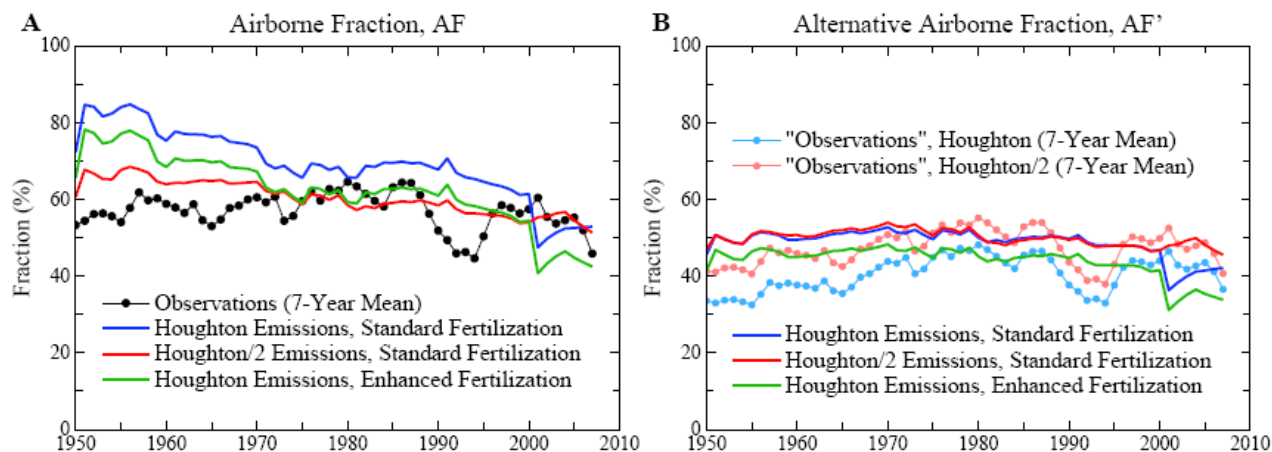 A Airborne Fraction, AF
100
80
60
40
20
0
Fraction (%)
Observations (7-Year Mean)
Houghton Emissions, Standard Fertilization
Houghton/2 Emissions, Standard Fertilization
Houghton Emissions, Enhanced Fertilization
1950 1960 1970 1980 1990 2000 2010
B Alternative Airborne Fraction, AF’
100
80
60
40
20
0
Fraction (%)
"Observations", Houghton (7-Year Mean)
"Observations", Houghton/2 (7-Year Mean)
Houghton Emissions, Standard Fertilization
Houghton/2 Emissions, Standard Fertilization
Houghton Emissions, Enhanced Fertilization
1950 1960 1970 1980 1990 2000 2010